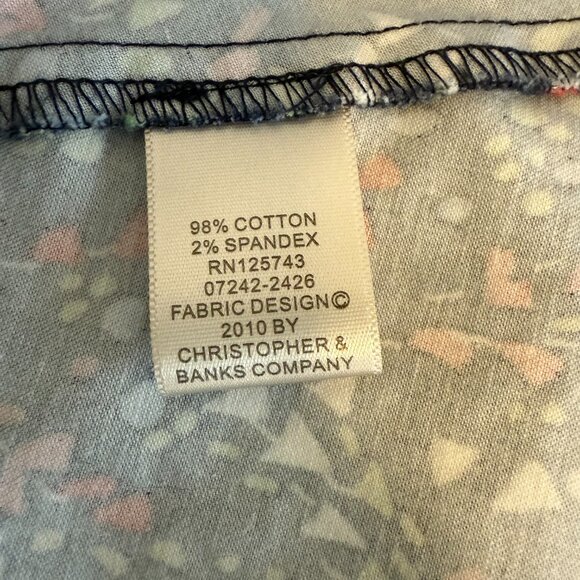 98% COTTON
2% SPANDEX
RN125743
07242-2426
FABRIC DESIGN©
2010 BY
CHRISTOPHER &
BANKS COMPANY